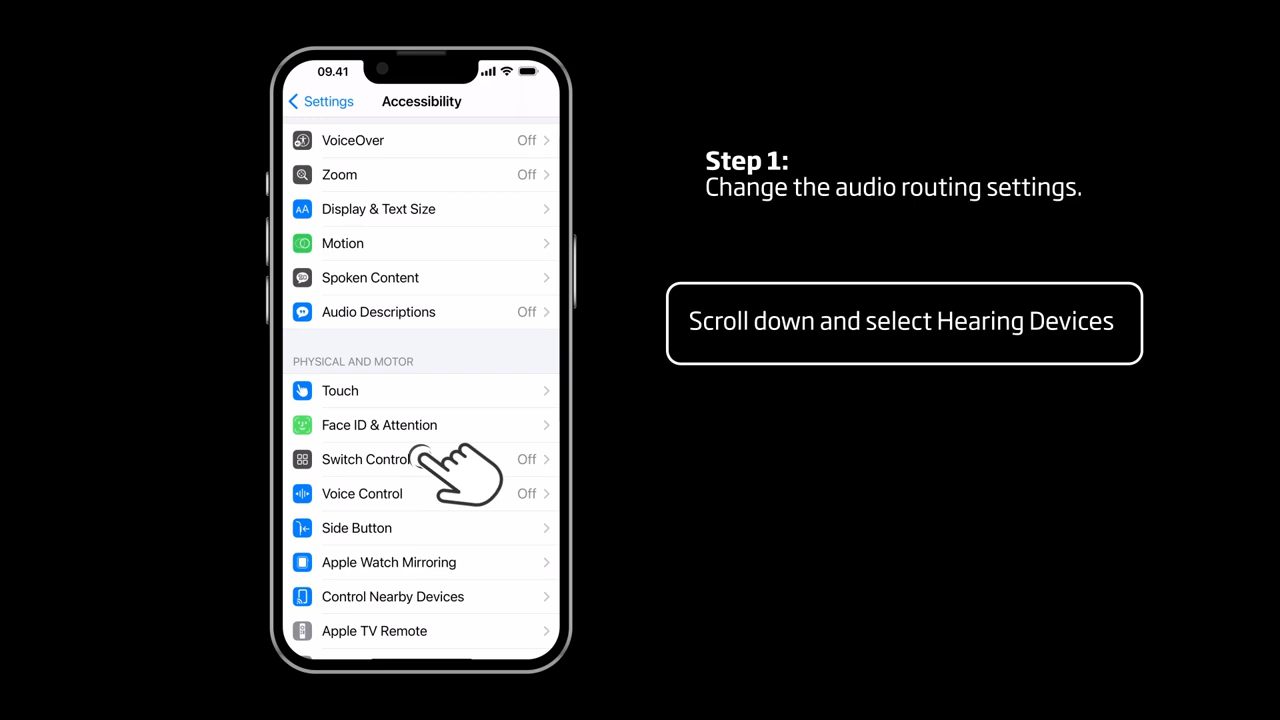 09.41
Settings
Accessibility
VoiceOver Off
Zoom Off
AA Display & Text Size
Motion
Spoken Content
Audio Descriptions Off
PHYSICAL AND MOTOR
Touch
Face ID & Attention
Switch Control Off
Voice Control Off
Side Button
Apple Watch Mirroring
Control Nearby Devices
Apple TV Remote
Step 1:
Change the audio routing settings.
Scroll down and select Hearing Devices